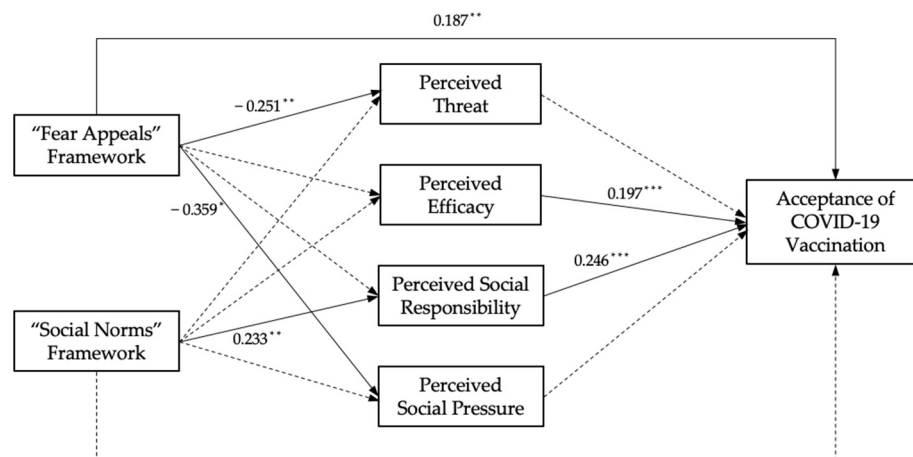 0.187**
Perceived
Threat
− 0.251**
"Fear Appeals"
Framework
Perceived
Efficacy
0.197***
− 0.359*
Acceptance of
COVID-19
Vaccination
0.246***
Perceived Social
Responsibility
"Social Norms"
Framework
0.233**
Perceived
Social Pressure